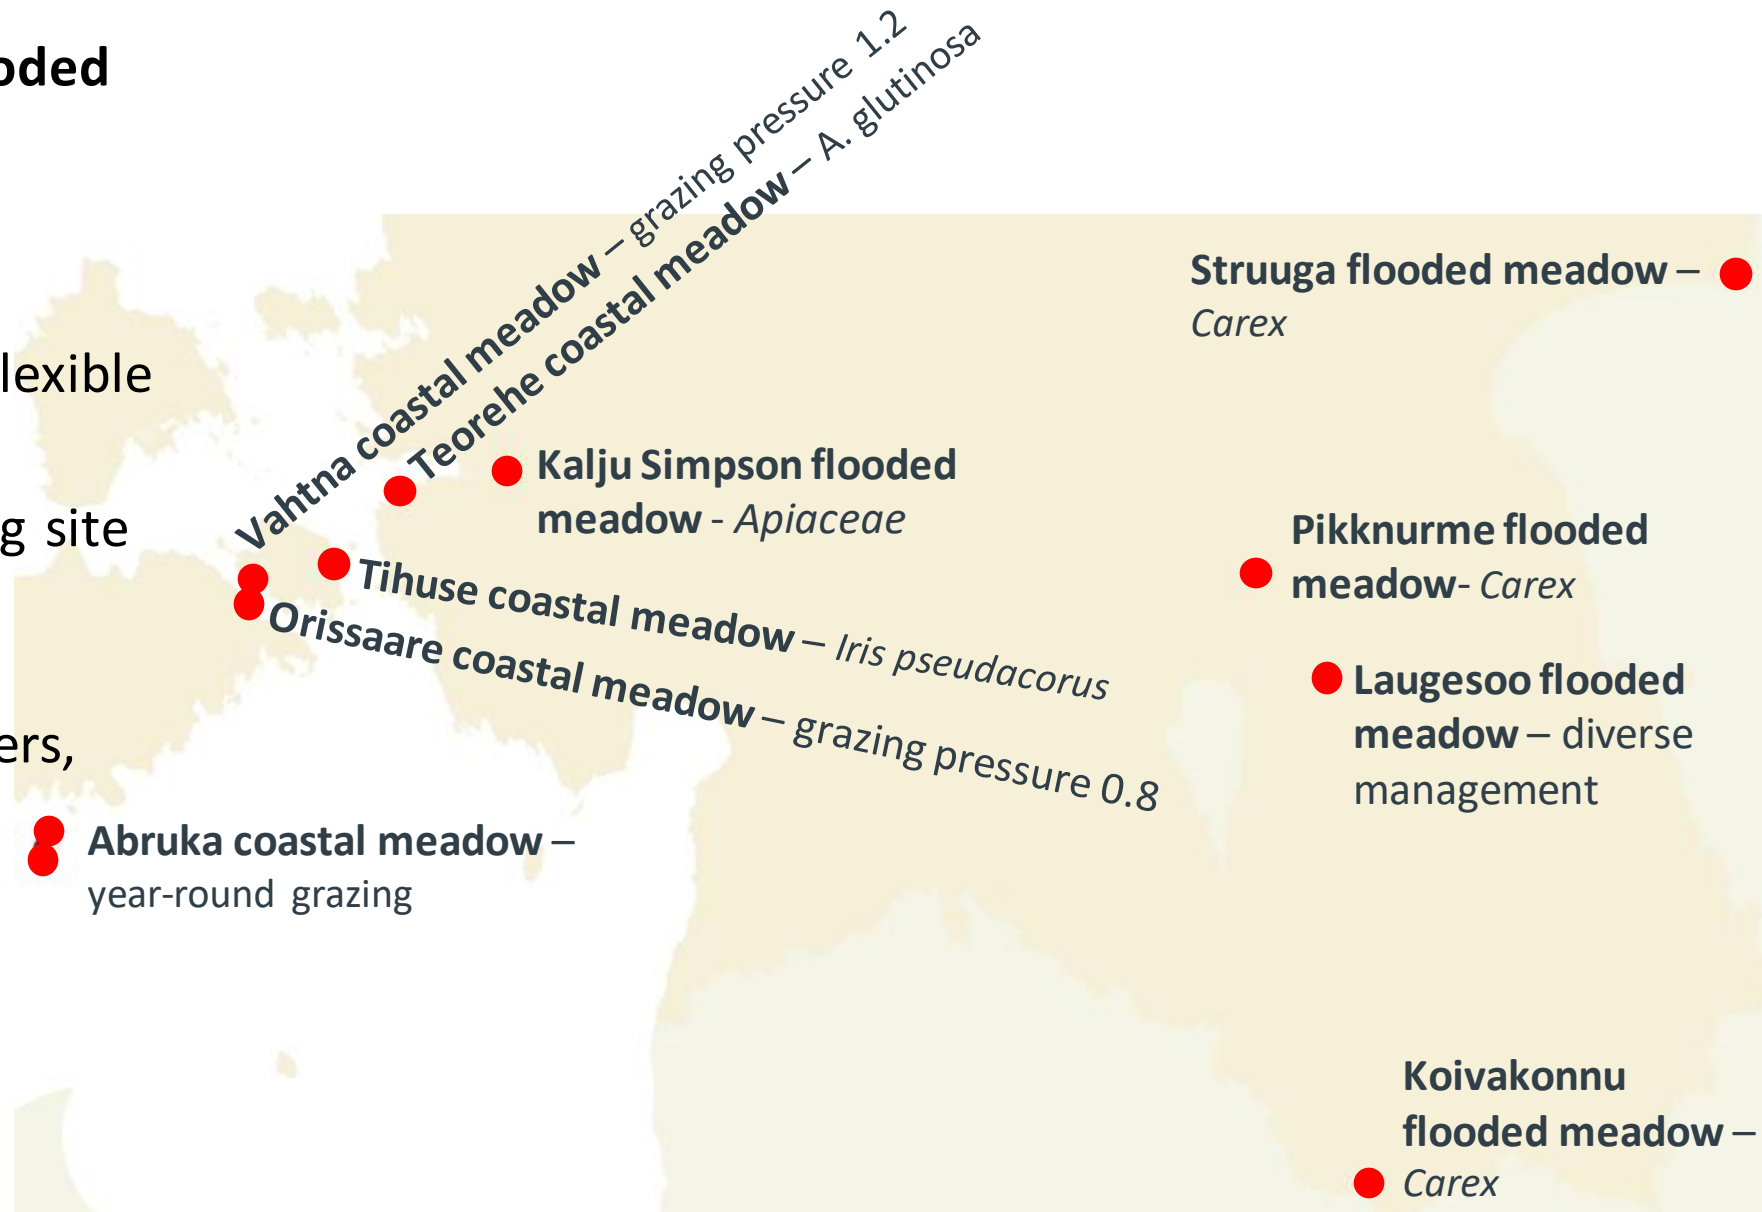 oded
lexible
g site
ers,
Vahtna coastal meadow – grazing pressure 1.2
Teorehe coastal meadow – A. glutinosa
Struuga flooded meadow –
Carex
Kalju Simpson flooded
meadow - Apiaceae
Tihuse coastal meadow – Iris pseudacorus
Orissaare coastal meadow – grazing pressure 0.8
Pikknurme flooded
meadow- Carex
Laugesoo flooded
meadow – diverse
management
Abruka coastal meadow –
year-round grazing
Koivakonnu
flooded meadow –
Carex